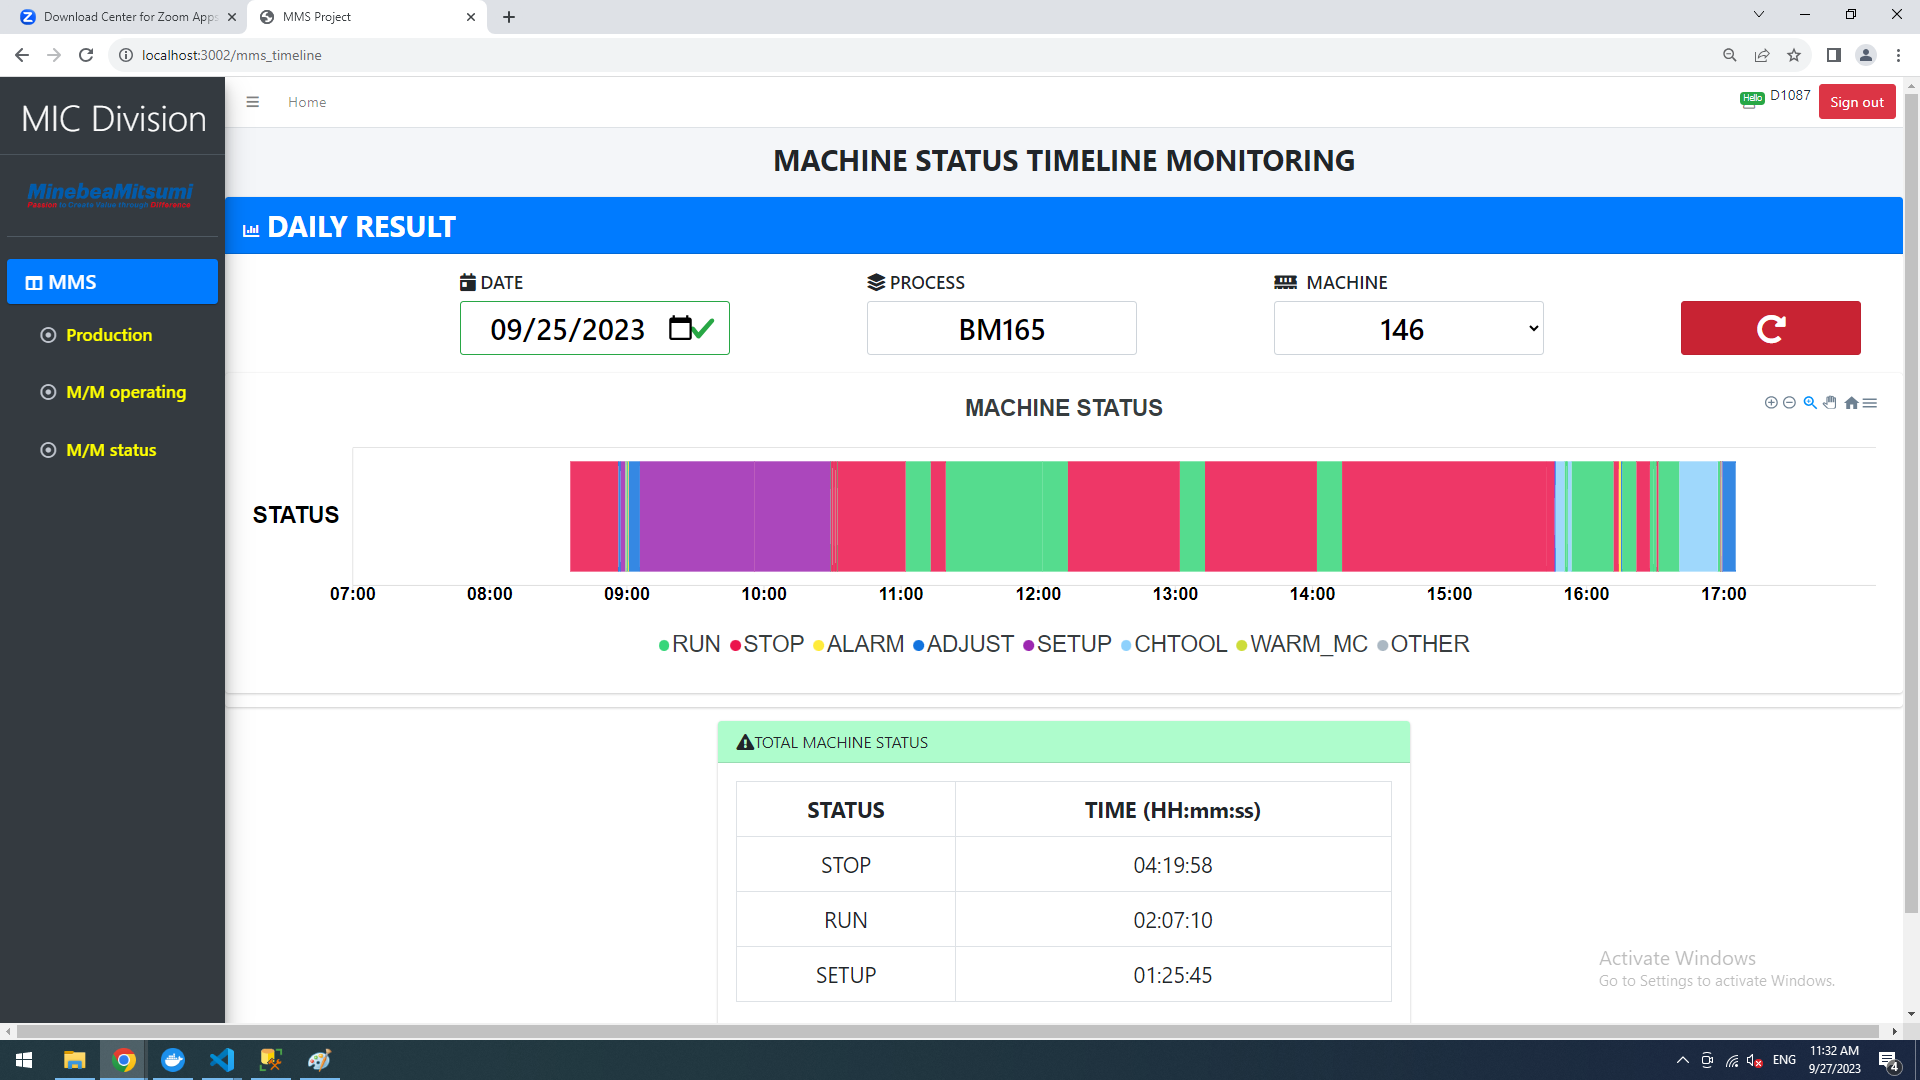 Download Center for Zoom Apps
MMS Project
localhost:3002/mms_timeline
MIC Division
MinebeaMitsumi
Passion to Create Value through Difference
MMS
Production
M/M operating
M/M status
Home
Hello
D1087
Sign out
MACHINE STATUS TIMELINE MONITORING
DAILY RESULT
DATE
PROCESS
MACHINE
09/25/2023
BM165
146
MACHINE STATUS
STATUS
07:00 08:00 09:00 10:00 11:00 12:00 13:00 14:00 15:00 16:00 17:00
RUN STOP ALARM ADJUST SETUP CHTOOL WARM_MC OTHER
TOTAL MACHINE STATUS
STATUS TIME (HH:mm:ss)
STOP 04:19:58
RUN 02:07:10
SETUP 01:25:45
Activate Windows
Go to Settings to activate Windows.
ENG
11:32 AM
9/27/2023
4